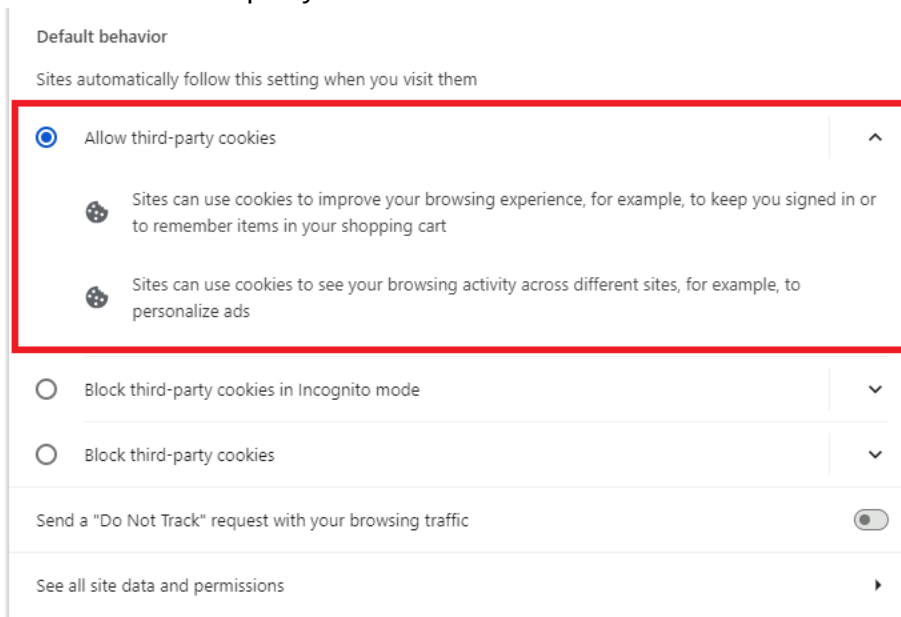 Default behavior
Sites automatically follow this setting when you visit them
Allow third-party cookies
Sites can use cookies to improve your browsing experience, for example, to keep you signed in or
to remember items in your shopping cart
Sites can use cookies to see your browsing activity across different sites, for example, to
personalize ads
Block third-party cookies in Incognito mode
Block third-party cookies
Send a "Do Not Track" request with your browsing traffic
See all site data and permissions